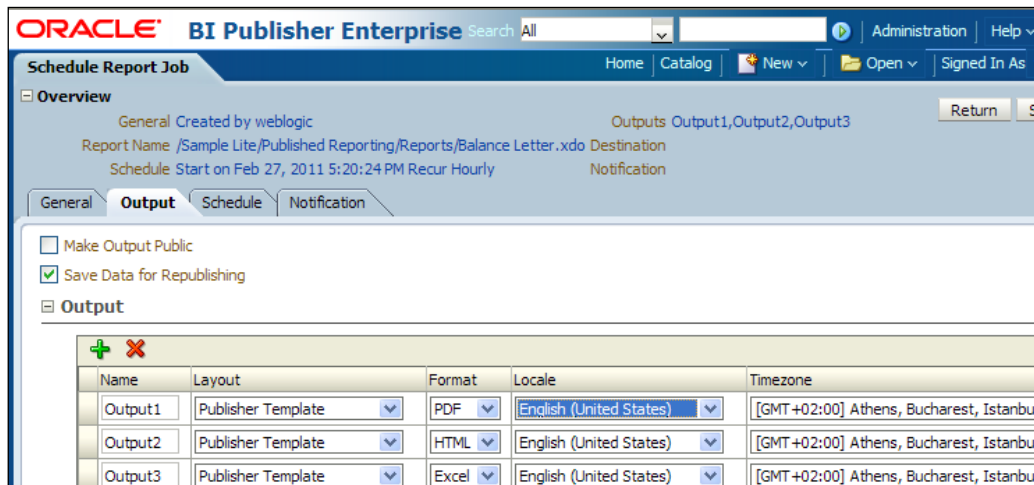 ORACLE BI Publisher Enterprise Search All Administration Help
Schedule Report Job Home Catalog New Open Signed In As
Overview
General Created by weblogic Outputs Output1,Output2,Output3 Return
Report Name /Sample Lite/Published Reporting/Reports/Balance Letter.xdo Destination
Schedule Start on Feb 27, 2011 5:20:24 PM Recur Hourly Notification
General Output Schedule Notification
Make Output Public
Save Data for Republishing
Output
Name Layout Format Locale Timezone
Output1 Publisher Template PDF English (United States) [GMT+02:00] Athens, Bucharest, Istanbu
Output2 Publisher Template HTML English (United States) [GMT+02:00] Athens, Bucharest, Istanbu
Output3 Publisher Template Excel English (United States) [GMT+02:00] Athens, Bucharest, Istanbu